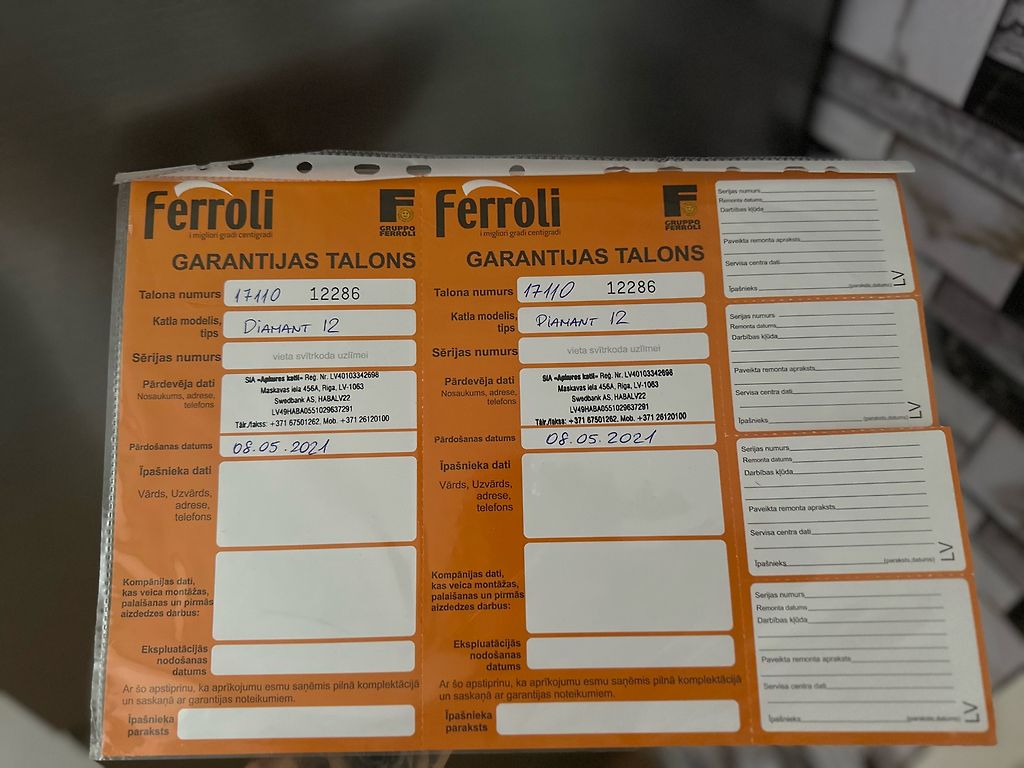 ferroli
i migliori gradi centigradi
F
GRUPPO
FERROLI
GARANTIJAS TALONS
Talona numurs 17110 12286
Katla modelis,
tips DIAMANT 12
Sērijas numurs vieta svītrkoda uzlīmei
Pārdevēja dati
Nosaukums, adrese,
telefons
SIA «Apkures katli» Reģ. Nr. LV40103342698
Maskavas iela 456A, Rīga, LV-1063
Swedbank AS, HABALV22
LV49HABA0551029637291
Tālr./fakss: +371 67501262. Mob. +371 26120100
Pārdošanas datums 08.05.2021
Īpašnieka dati
Vārds, Uzvārds,
adrese,
telefons
Kompānijas dati,
kas veica montāžas,
palaišanas un pirmās
aizdedzes darbus:
Ekspluatācijās
nodošanas
datums
Ar šo apstiprinu, ka aprīkojumu esmu saņēmis pilnā komplektācijā
un saskaņā ar garantijas noteikumiem.
Īpašnieka
paraksts
ferroli
i migliori gradi centigradi
F
GRUPPO
FERROLI
GARANTIJAS TALONS
Talona numurs 17110 12286
Katla modelis,
tips DIAMANT 12
Sērijas numurs vieta svītrkoda uzlīmei
Pārdevēja dati
Nosaukums, adrese,
telefons
SIA «Apkures katli» Reģ. Nr. LV40103342698
Maskavas iela 456A, Rīga, LV-1063
Swedbank AS, HABALV22
LV49HABA0551029637291
Tālr./fakss: +371 67501262. Mob. +371 26120100
Pārdošanas datums 08.05.2021
Īpašnieka dati
Vārds, Uzvārds,
adrese,
telefons
Kompānijas dati,
kas veica montāžas,
palaišanas un pirmās
aizdedzes darbus:
Ekspluatācijās
nodošanas
datums
Ar šo apstiprinu, ka aprīkojumu esmu saņēmis pilnā komplektācijā
un saskaņā ar garantijas noteikumiem.
Īpašnieka
paraksts
Serijas numurs
Remonta datums
Darbības kļūda
Paveikta remonta apraksts
Servisa centra dati
Īpašnieks (paraksts,datums)
LV
Serijas numurs
Remonta datums
Darbības kļūda
Paveikta remonta apraksts
Servisa centra dati
Īpašnieks (paraksts,datums)
LV
Serijas numurs
Remonta datums
Darbības kļūda
Paveikta remonta apraksts
Servisa centra dati
Īpašnieks (paraksts,datums)
LV
Serijas numurs
Remonta datums
Darbības kļūda
Paveikta remonta apraksts
Servisa centra dati
Īpašnieks (paraksts,datums)
LV